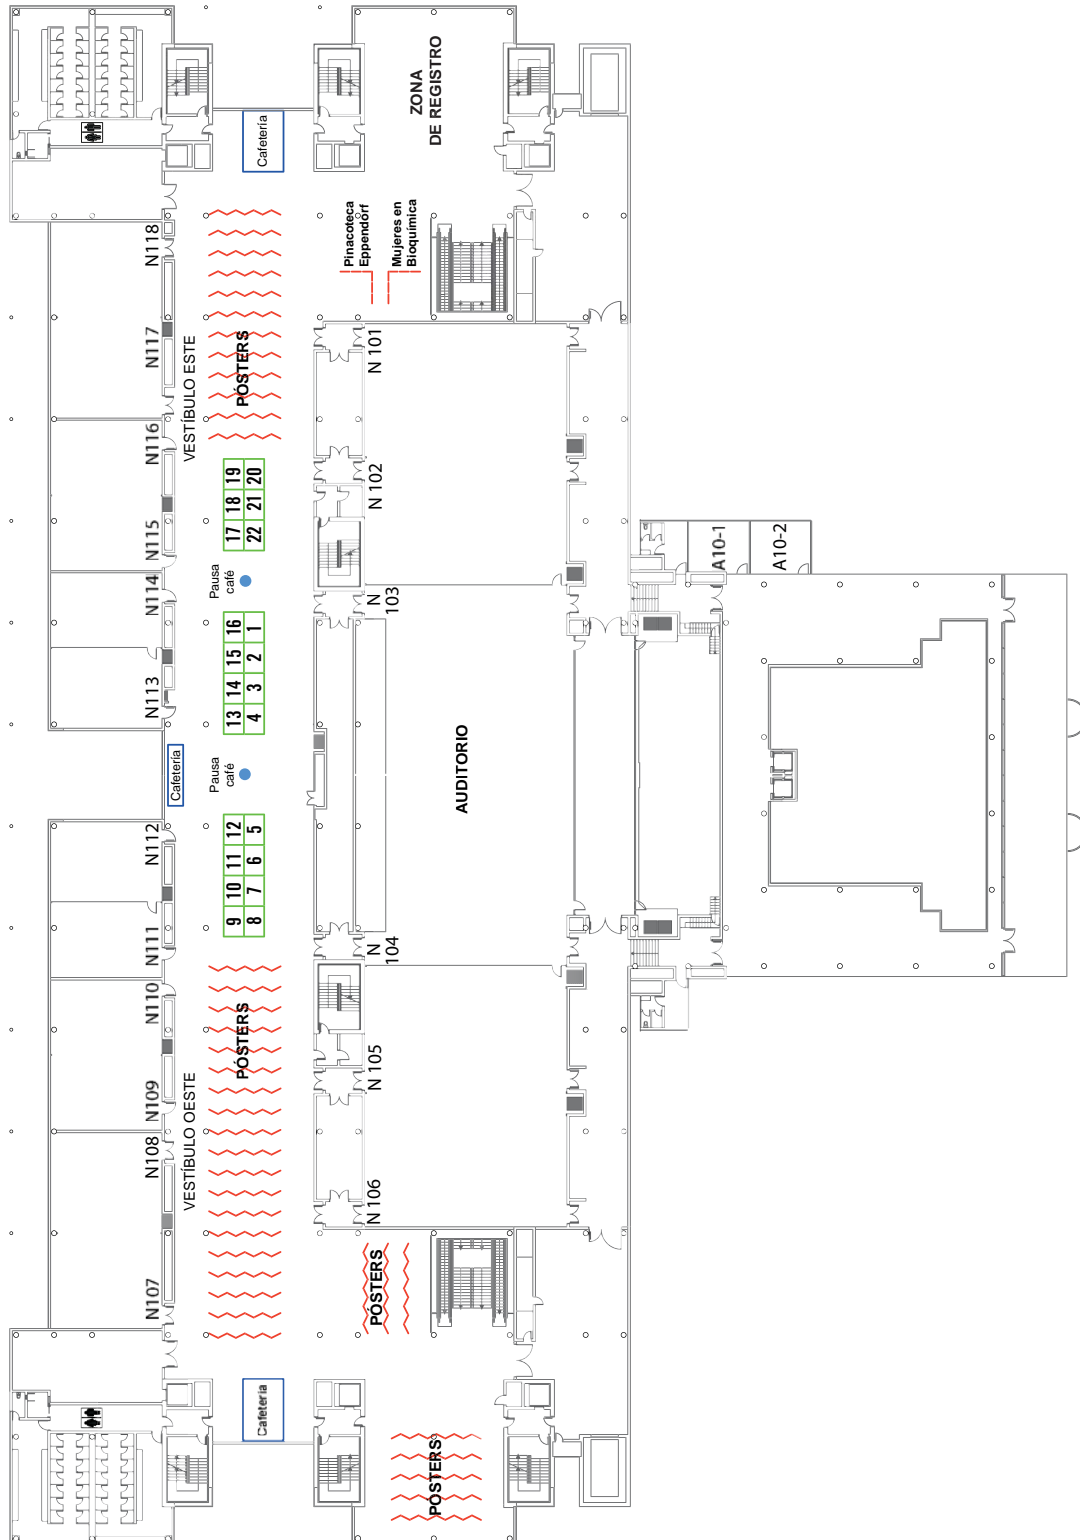 ZONA
DE REGISTRO
Cafetería
Pinacoteca
Eppendörf
Mujeres en
Bioquímica
N118
N117
N116
N115
N114
N113
VESTÍBULO ESTE
PÓSTERS
N 101
N 102
N
103
17 18 19
22 21 20
Pausa
café
13 14 15 16
4 3 2 1
A10-1
A10-2
Cafetería
Pausa
café
AUDITORIO
9 10 11 12
8 7 6 5
N112
N111
N110
N109
N108
N107
VESTÍBULO OESTE
PÓSTERS
N
104
N 105
N 106
PÓSTERS
Cafetería
PÓSTERS